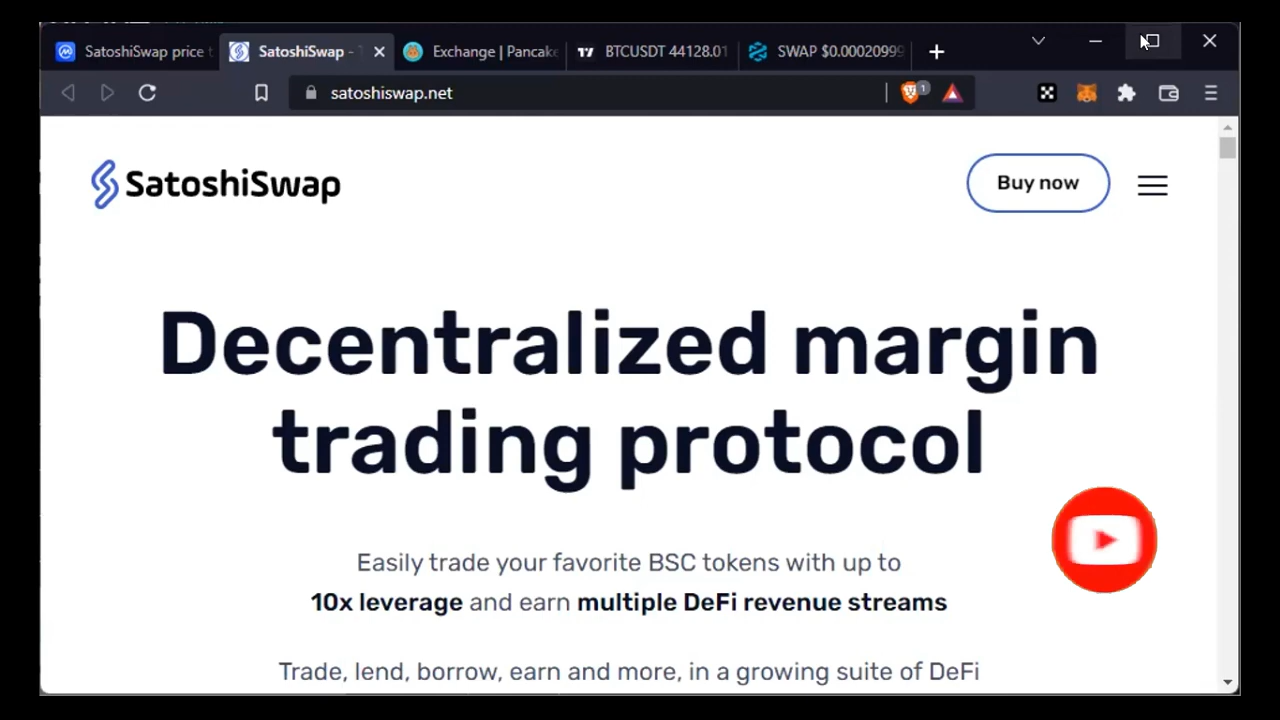 SatoshiSwap price
SatoshiSwap -
Exchange | Pancake
BTCUSDT 44128.01
SWAP $0.00020999
satoshiswap.net
1
SatoshiSwap
Buy now
Decentralized margin
trading protocol
Easily trade your favorite BSC tokens with up to
10x leverage and earn multiple DeFi revenue streams
Trade, lend, borrow, earn and more, in a growing suite of DeFi